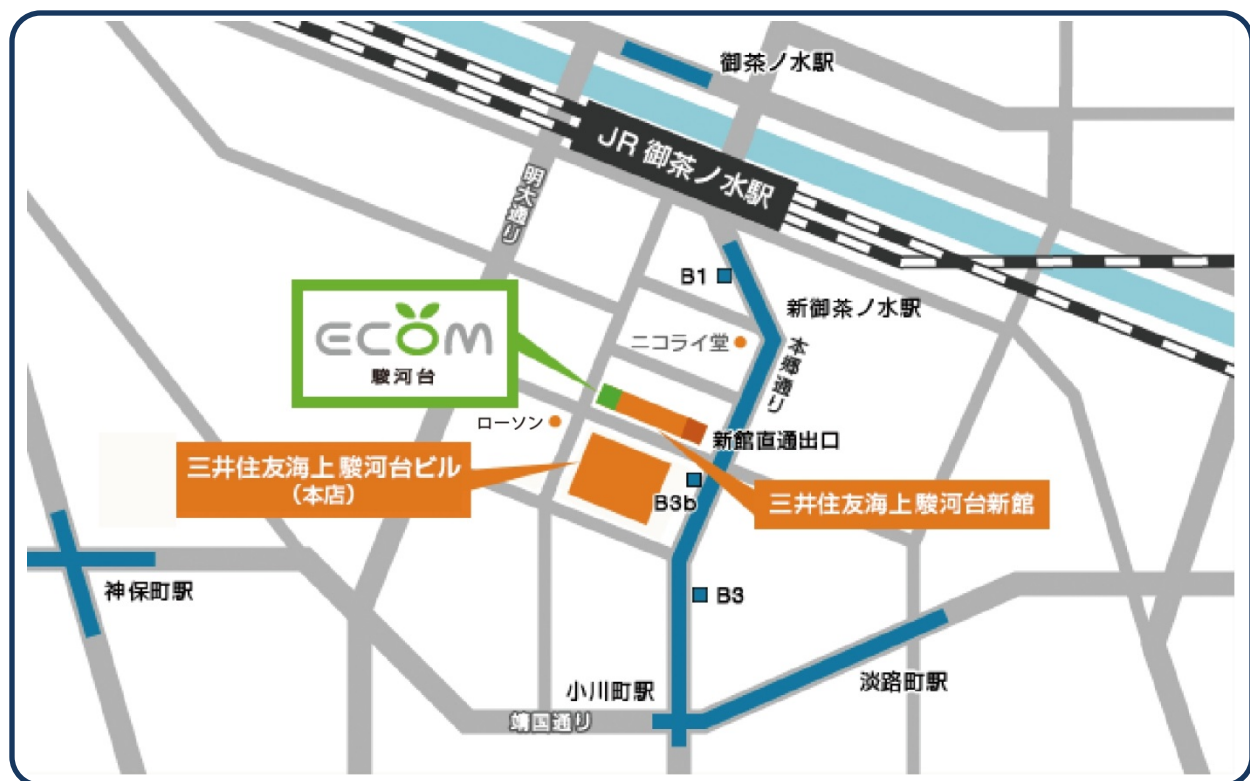 御茶ノ水駅
JR 御茶ノ水駅
明大通り
B1
新御茶ノ水駅
ECOM
駿河台
ニコライ堂
本郷通り
ローソン
新館直通出口
三井住友海上 駿河台ビル
(本店)
B3b
三井住友海上駿河台新館
神保町駅
B3
小川町駅
淡路町駅
靖国通り